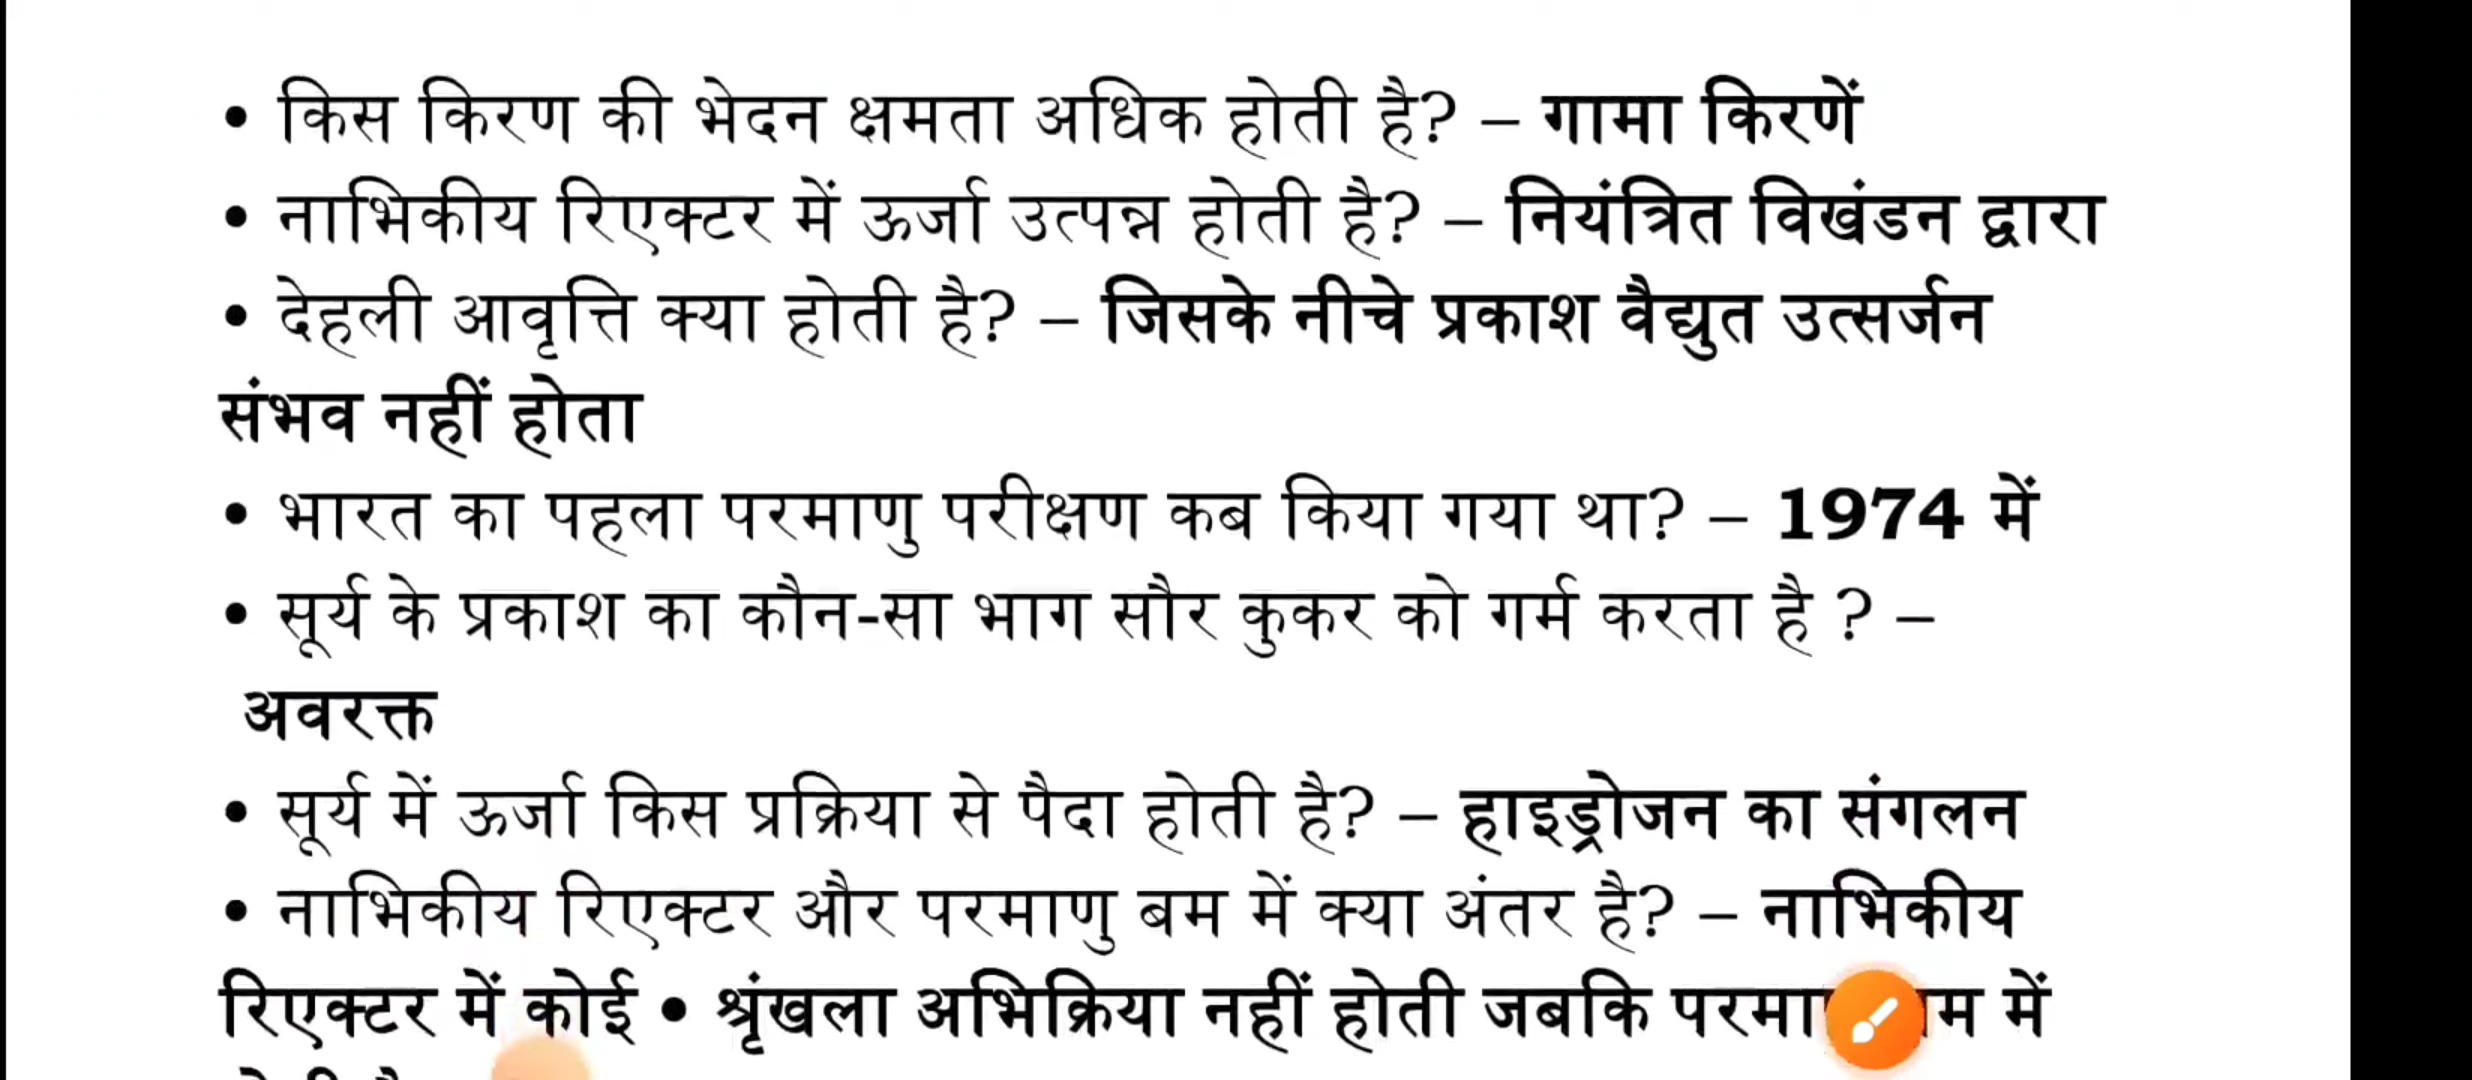 • किस किरण की भेदन क्षमता अधिक होती है? – गामा किरणें
• नाभिकीय रिएक्टर में ऊर्जा उत्पन्न होती है? – नियंत्रित विखंडन द्वारा
• देहली आवृत्ति क्या होती है? – जिसके नीचे प्रकाश वैद्युत उत्सर्जन
संभव नहीं होता
• भारत का पहला परमाणु परीक्षण कब किया गया था? – 1974 में
• सूर्य के प्रकाश का कौन-सा भाग सौर कुकर को गर्म करता है ? –
अवरक्त
• सूर्य में ऊर्जा किस प्रक्रिया से पैदा होती है? – हाइड्रोजन का संगलन
• नाभिकीय रिएक्टर और परमाणु बम में क्या अंतर है? – नाभिकीय
रिएक्टर में कोई • श्रृंखला अभिक्रिया नहीं होती जबकि में